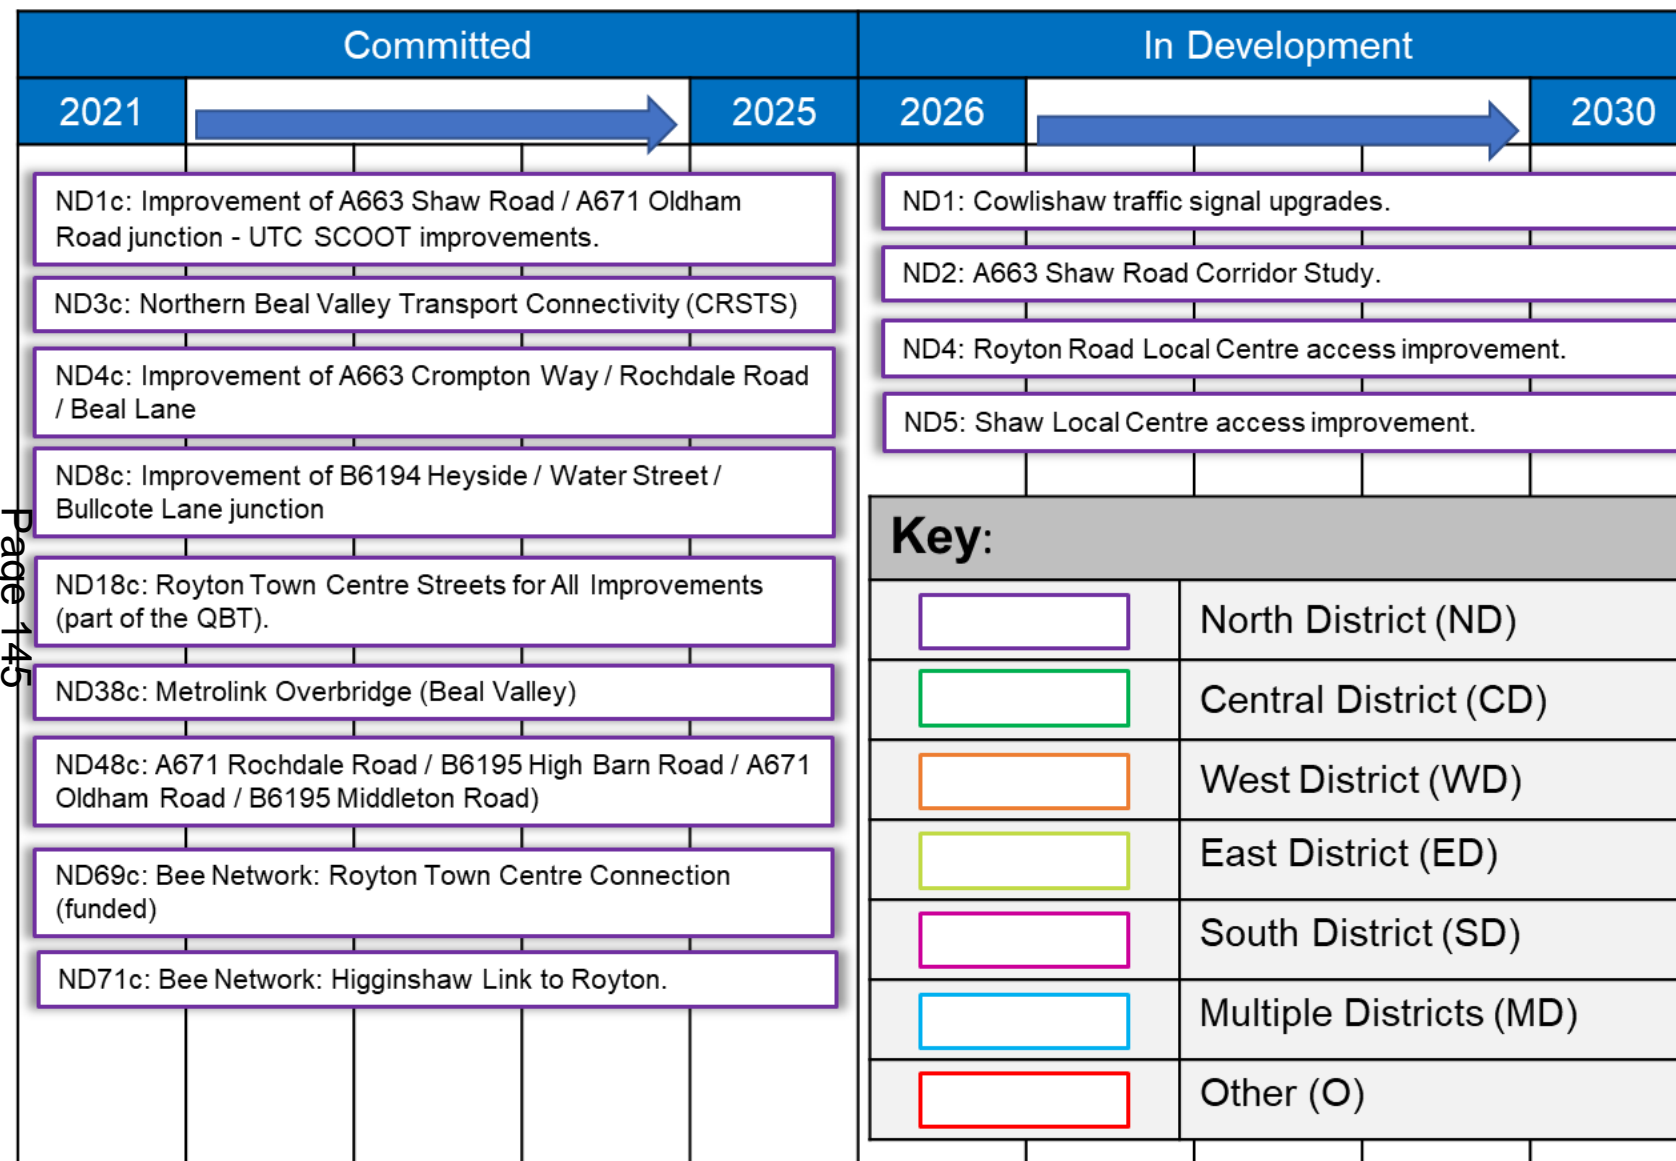 Committed
In Development
2021
2025
2026
2030
ND1c: Improvement of A663 Shaw Road / A671 Oldham
Road junction - UTC SCOOT improvements.
ND3c: Northern Beal Valley Transport Connectivity (CRSTS)
ND4c: Improvement of A663 Crompton Way / Rochdale Road
/ Beal Lane
ND8c: Improvement of B6194 Heyside / Water Street /
Bullcote Lane junction
ND18c: Royton Town Centre Streets for All Improvements
(part of the QBT).
ND38c: Metrolink Overbridge (Beal Valley)
ND48c: A671 Rochdale Road / B6195 High Barn Road / A671
Oldham Road / B6195 Middleton Road)
ND69c: Bee Network: Royton Town Centre Connection
(funded)
ND71c: Bee Network: Higginshaw Link to Royton.
ND1: Cowlishaw traffic signal upgrades.
ND2: A663 Shaw Road Corridor Study.
ND4: Royton Road Local Centre access improvement.
ND5: Shaw Local Centre access improvement.
Key:
North District (ND)
Central District (CD)
West District (WD)
East District (ED)
South District (SD)
Multiple Districts (MD)
Other (O)
Page 145